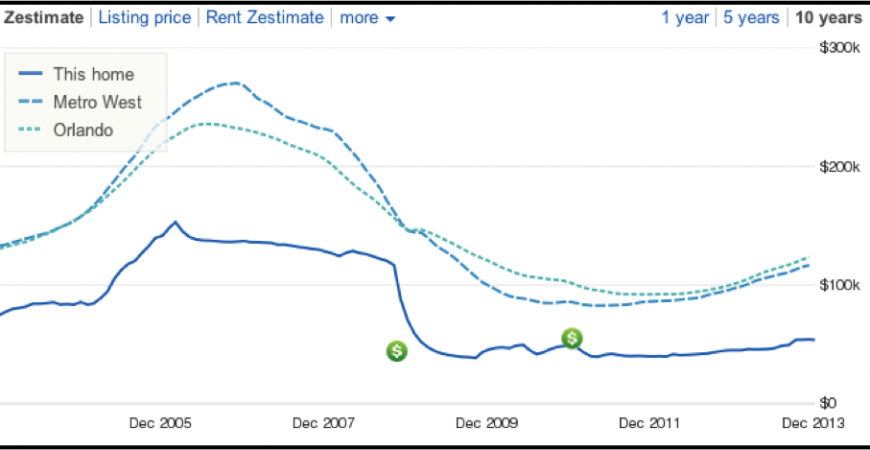 Zestimate | Listing price | Rent Zestimate | more 1 year | 5 years | 10 years
$300k
This home
Metro West
Orlando
$200k
$100k
$
$
$0
Dec 2005 Dec 2007 Dec 2009 Dec 2011 Dec 2013